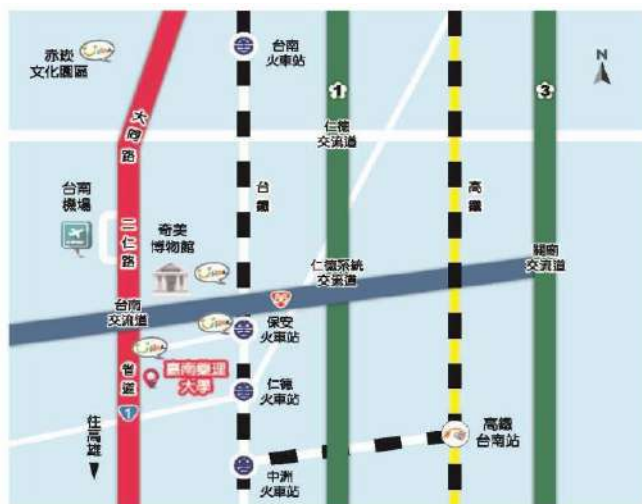 赤崁
文化園區
台南
火車站
N
1
3
大同路
仁德
交流道
台鐵
高鐵
台南
機場
二仁路
奇美
博物館
仁德系統
交流道
關廟
交流道
台南
交流道
86
保安
火車站
省道
嘉南藥理
大學
仁德
火車站
1
往高雄
高鐵
台南站
中洲
火車站